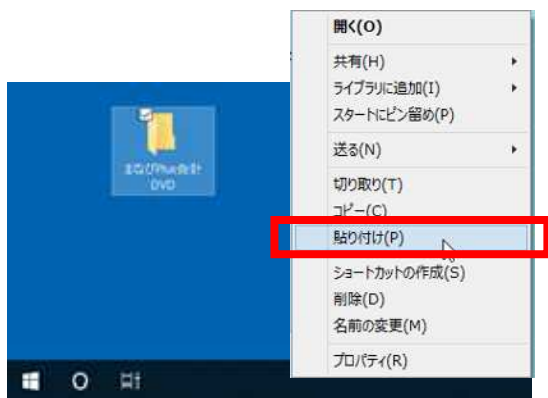 開く(O)
共有(H)
ライブラリに追加(I)
スタートにピン留め(P)
送る(N)
切り取り(T)
コピー(C)
貼り付け(P)
ショートカットの作成(S)
削除(D)
名前の変更(M)
プロパティ(R)
DVD